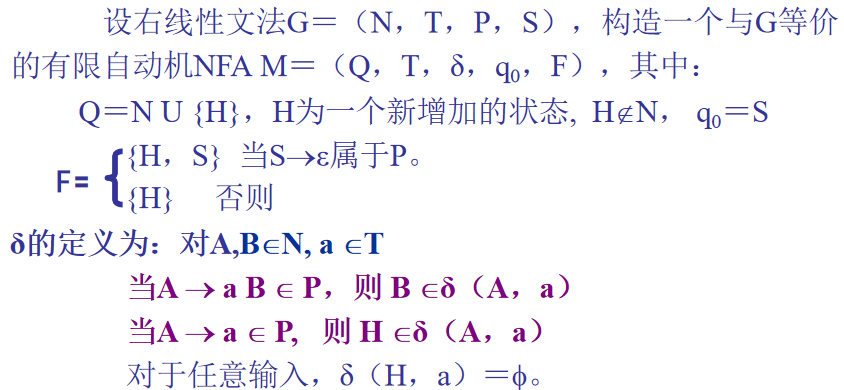 设右线性文法G＝（N，T，P，S），构造一个与G等价
的有限自动机NFA M＝（Q，T，δ，q₀，F），其中：
Q＝N U {H}，H为一个新增加的状态, H∉N， q₀＝S
F= { {H，S} 当S→ε属于P。
{H} 否则
δ的定义为：对A,B∈N, a ∈T
当A → a B ∈ P，则 B ∈δ（A，a）
当A → a ∈ P, 则 H ∈δ（A，a）
对于任意输入，δ（H，a）＝ϕ。